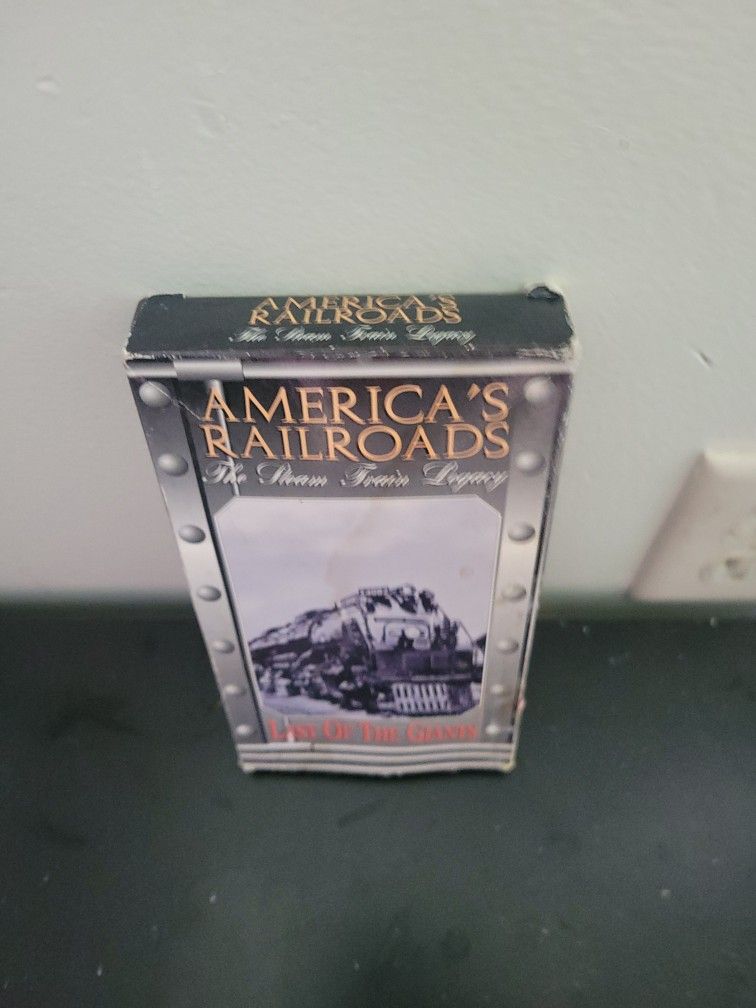 AMERICA'S
RAILROADS
The Steam Train Legacy
AMERICA'S
RAILROADS
The Steam Train Legacy
LAST OF THE GIANTS